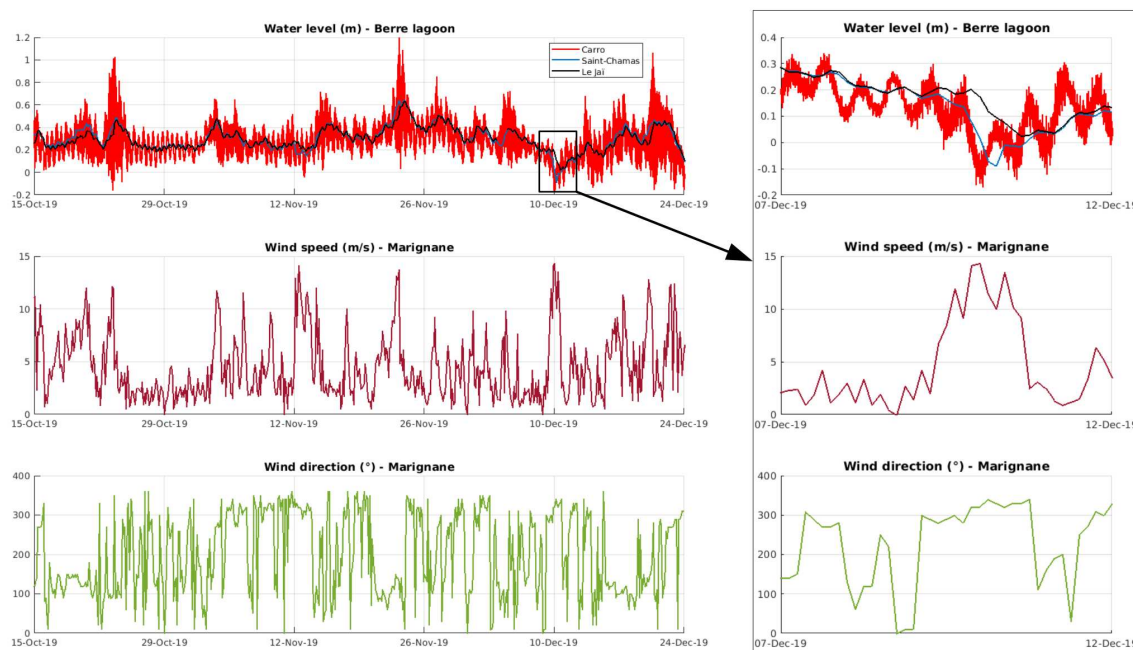 Water level (m) - Berre lagoon
1.2
1
0.8
0.6
0.4
0.2
0
-0.2
Carro
Saint-Chamas
Le Jaï
15-Oct-19 29-Oct-19 12-Nov-19 26-Nov-19 10-Dec-19 24-Dec-19
Water level (m) - Berre lagoon
0.4
0.3
0.2
0.1
0
-0.1
-0.2
07-Dec-19 12-Dec-19
Wind speed (m/s) - Marignane
15
10
5
0
15-Oct-19 29-Oct-19 12-Nov-19 26-Nov-19 10-Dec-19 24-Dec-19
Wind speed (m/s) - Marignane
15
10
5
0
07-Dec-19 12-Dec-19
Wind direction (°) - Marignane
400
300
200
100
0
15-Oct-19 29-Oct-19 12-Nov-19 26-Nov-19 10-Dec-19 24-Dec-19
Wind direction (°) - Marignane
400
300
200
100
0
07-Dec-19 12-Dec-19